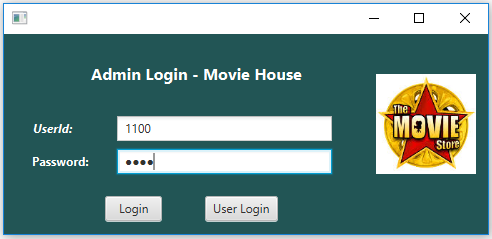 Admin Login - Movie House
UserId:
1100
Password:
●●●●
Login
User Login
The
MOVIE
Store